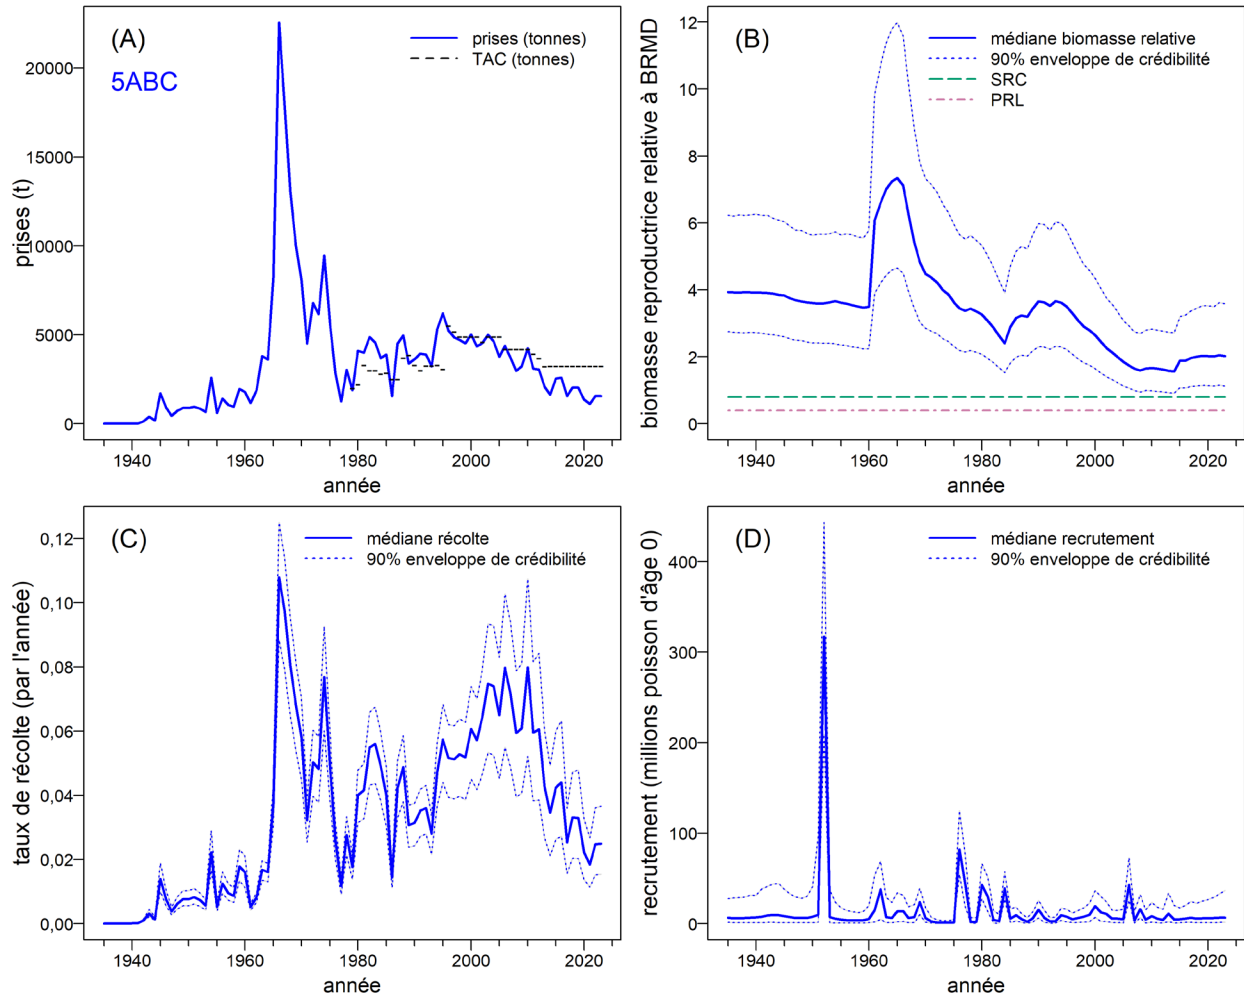 (A)
5ABC
prises (tonnes)
TAC (tonnes)
prises (t)
20000
15000
10000
5000
0
1940
1960
1980
2000
2020
année
(B)
médiane biomasse relative
90% enveloppe de crédibilité
SRC
PRL
biomasse reproductrice relative à BRMD
12
10
8
6
4
2
0
1940
1960
1980
2000
2020
année
(C)
médiane récolte
90% enveloppe de crédibilité
taux de récolte (par l'année)
0,12
0,10
0,08
0,06
0,04
0,02
0,00
1940
1960
1980
2000
2020
année
(D)
médiane recrutement
90% enveloppe de crédibilité
recrutement (millions poisson d'âge 0)
400
300
200
100
0
1940
1960
1980
2000
2020
année